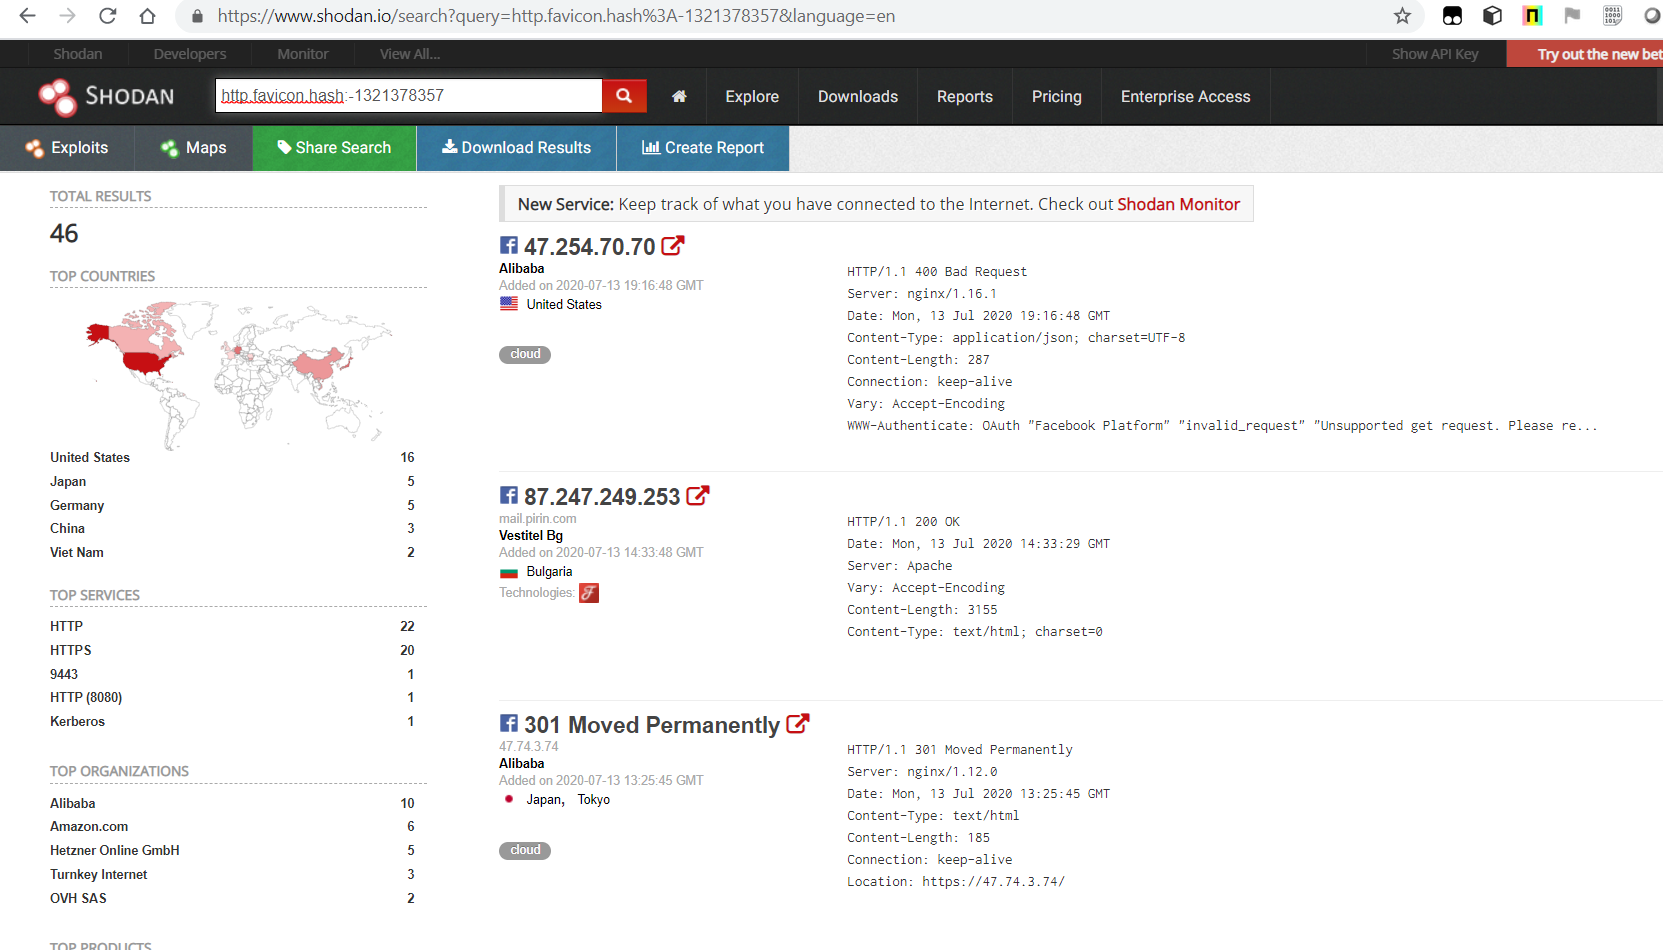 https://www.shodan.io/search?query=http.favicon.hash%3A-1321378357&language=en
Shodan Developers Monitor View All... Show API Key Try out the new bet
SHODAN http.favicon.hash:-1321378357 Explore Downloads Reports Pricing Enterprise Access
Exploits Maps Share Search Download Results Create Report
TOTAL RESULTS
46
TOP COUNTRIES
United States 16
Japan 5
Germany 5
China 3
Viet Nam 2
TOP SERVICES
HTTP 22
HTTPS 20
9443 1
HTTP (8080) 1
Kerberos 1
TOP ORGANIZATIONS
Alibaba 10
Amazon.com 6
Hetzner Online GmbH 5
Turnkey Internet 3
OVH SAS 2
TOP PRODUCTS
New Service: Keep track of what you have connected to the Internet. Check out Shodan Monitor
47.254.70.70
Alibaba
Added on 2020-07-13 19:16:48 GMT
United States
cloud
HTTP/1.1 400 Bad Request
Server: nginx/1.16.1
Date: Mon, 13 Jul 2020 19:16:48 GMT
Content-Type: application/json; charset=UTF-8
Content-Length: 287
Connection: keep-alive
Vary: Accept-Encoding
WWW-Authenticate: OAuth "Facebook Platform" "invalid_request" "Unsupported get request. Please re...
87.247.249.253
mail.pirin.com
Vestitel Bg
Added on 2020-07-13 14:33:48 GMT
Bulgaria
Technologies:
HTTP/1.1 200 OK
Date: Mon, 13 Jul 2020 14:33:29 GMT
Server: Apache
Vary: Accept-Encoding
Content-Length: 3155
Content-Type: text/html; charset=0
301 Moved Permanently
47.74.3.74
Alibaba
Added on 2020-07-13 13:25:45 GMT
Japan, Tokyo
cloud
HTTP/1.1 301 Moved Permanently
Server: nginx/1.12.0
Date: Mon, 13 Jul 2020 13:25:45 GMT
Content-Type: text/html
Content-Length: 185
Connection: keep-alive
Location: https://47.74.3.74/